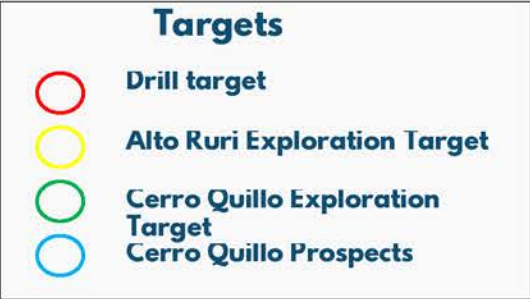 Targets
Drill target
Alto Ruri Exploration Target
Cerro Quillo Exploration
Target
Cerro Quillo Prospects